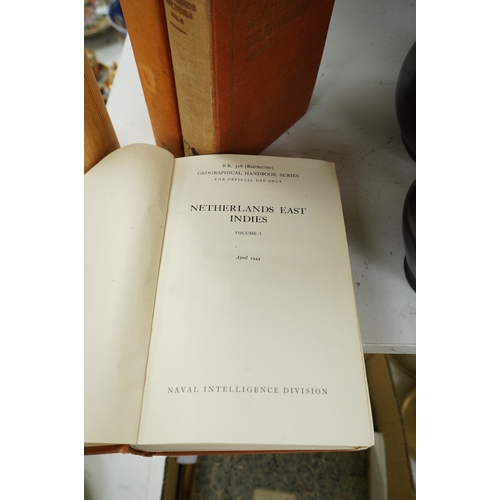 B.R. 518 (Restricted)
GEOGRAPHICAL HANDBOOK SERIES
FOR OFFICIAL USE ONLY
NETHERLANDS EAST
INDIES
VOLUME I
April 1944
NAVAL INTELLIGENCE DIVISION